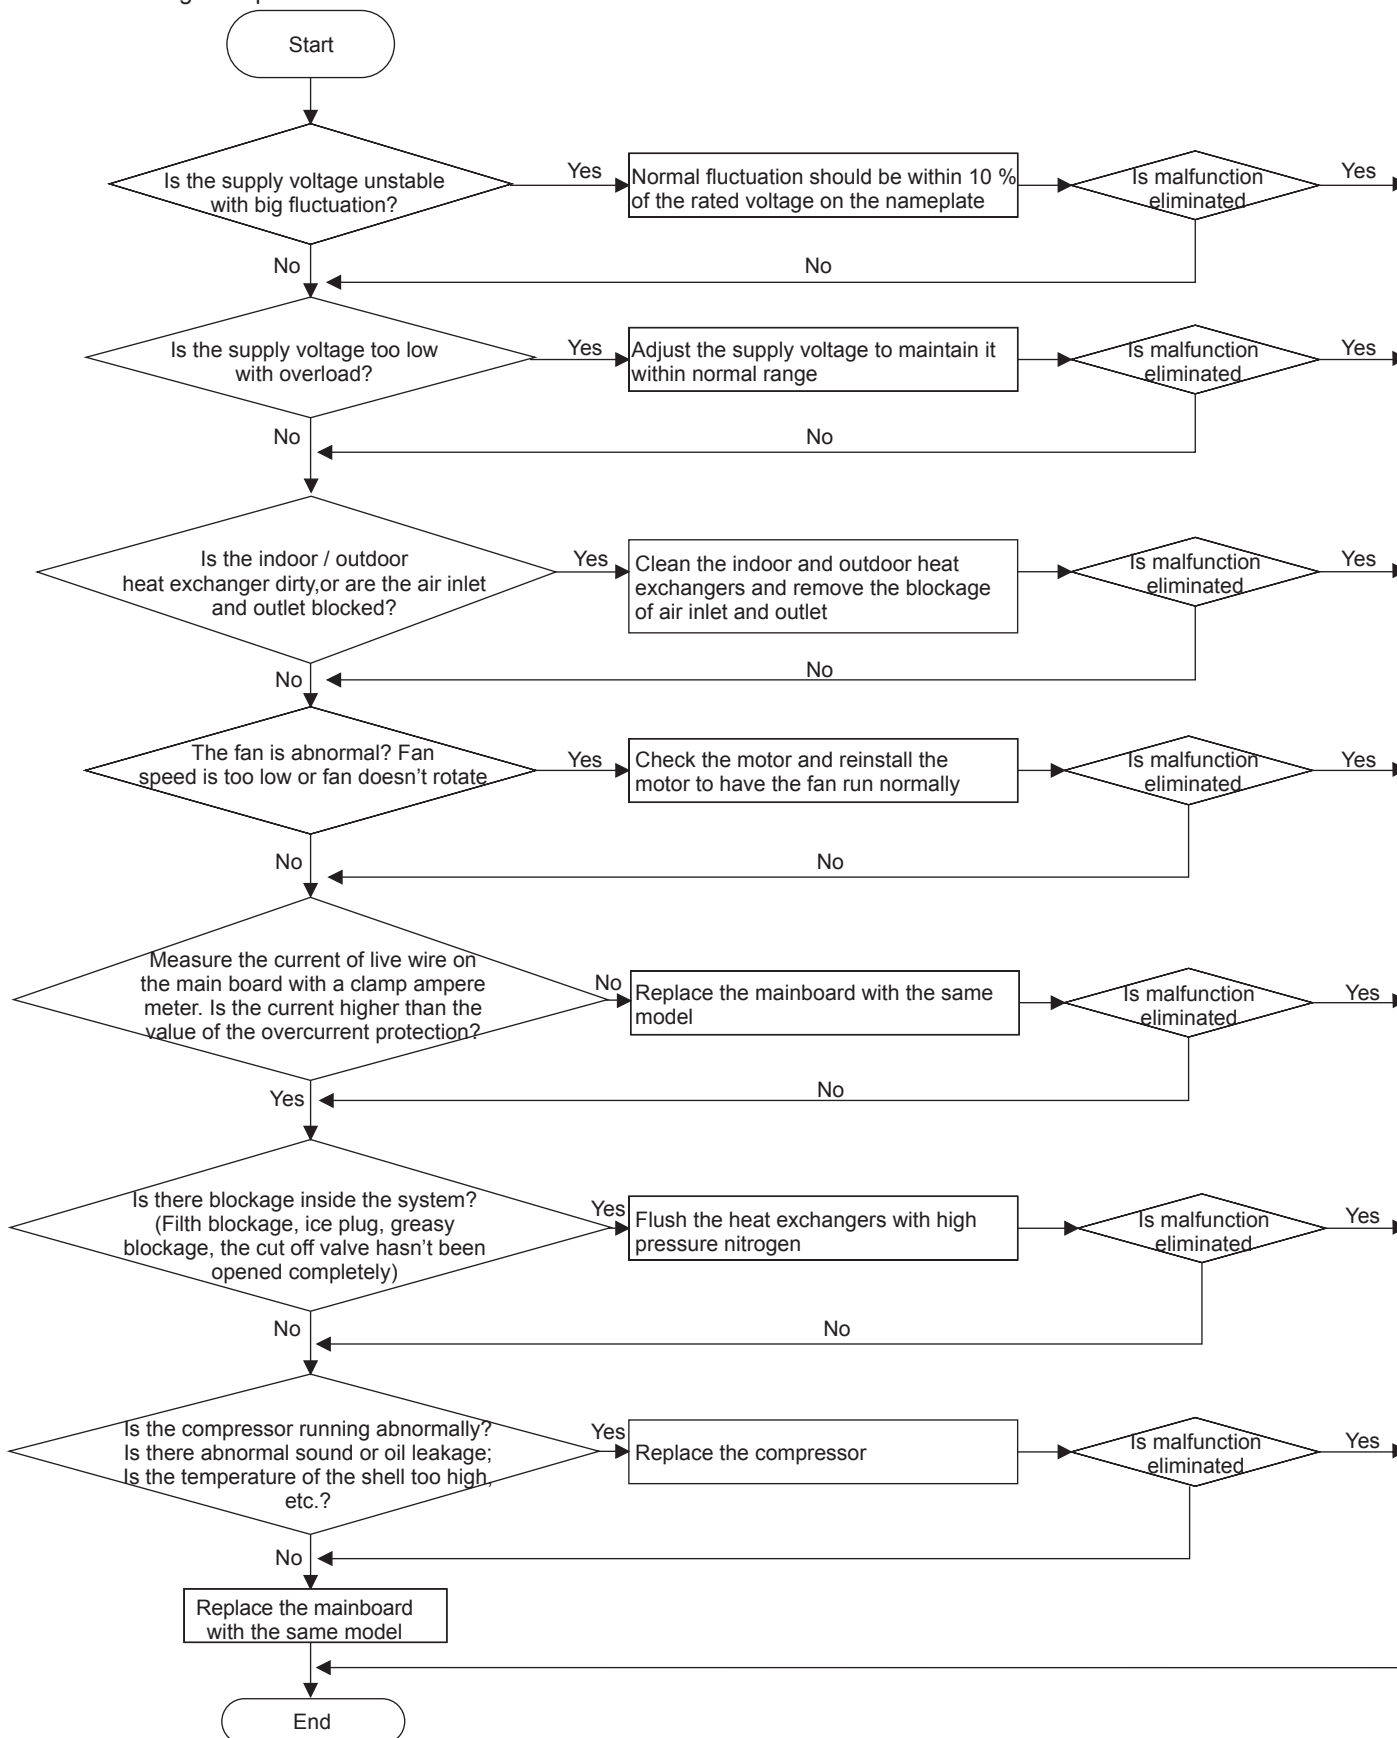 Start
Is the supply voltage unstable
with big fluctuation?
Yes
Normal fluctuation should be within 10 %
of the rated voltage on the nameplate
Is malfunction
eliminated
Yes
No
No
Is the supply voltage too low
with overload?
Yes
Adjust the supply voltage to maintain it
within normal range
Is malfunction
eliminated
Yes
No
No
Is the indoor / outdoor
heat exchanger dirty,or are the air inlet
and outlet blocked?
Yes
Clean the indoor and outdoor heat
exchangers and remove the blockage
of air inlet and outlet
Is malfunction
eliminated
Yes
No
No
The fan is abnormal? Fan
speed is too low or fan doesn't rotate
Yes
Check the motor and reinstall the
motor to have the fan run normally
Is malfunction
eliminated
Yes
No
No
Measure the current of live wire on
the main board with a clamp ampere
meter. Is the current higher than the
value of the overcurrent protection?
No
Replace the mainboard with the same
model
Is malfunction
eliminated
Yes
Yes
No
Is there blockage inside the system?
(Filth blockage, ice plug, greasy
blockage, the cut off valve hasn't been
opened completely)
Yes
Flush the heat exchangers with high
pressure nitrogen
Is malfunction
eliminated
Yes
No
No
Is the compressor running abnormally?
Is there abnormal sound or oil leakage;
Is the temperature of the shell too high,
etc.?
Yes
Replace the compressor
Is malfunction
eliminated
Yes
No
Replace the mainboard
with the same model
End